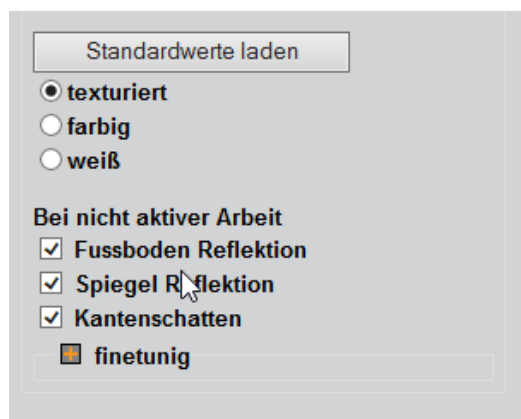 Standardwerte laden
texturiert
farbig
weiß
Bei nicht aktiver Arbeit
Fussboden Reflektion
Spiegel Reflektion
Kantenschatten
finetunig